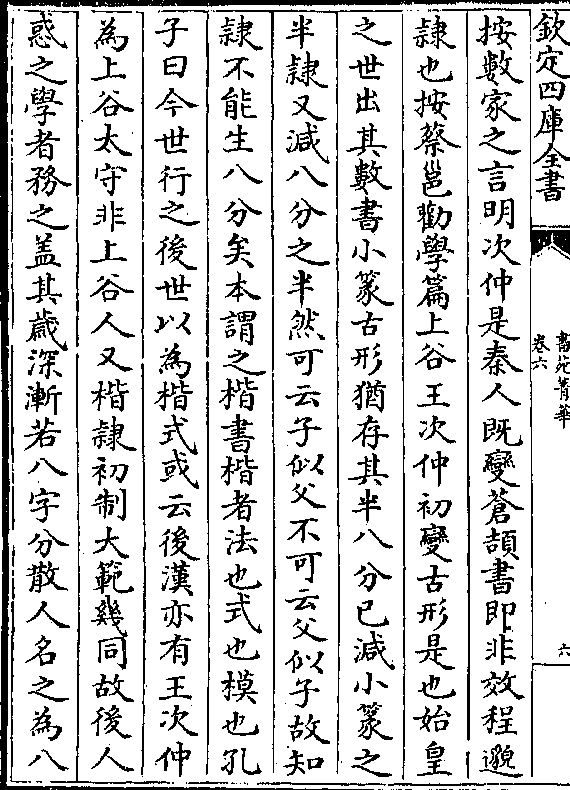 欽定四庫全書
書苑菁華
卷六
六
按數家之言明次仲是秦人既變蒼頡書即非效程邈
隸也按蔡邕勸學篇上谷王次仲初變古形是也始皇
之世出其數書小篆古形猶存其半八分已減小篆之
半隸又減八分之半然可云子似父不可云父似子故知
隸不能生八分矣本謂之楷書楷者法也式也模也孔
子曰今世行之後世以為楷式或云後漢亦有王次仲
為上谷太守非上谷人又楷隸初制大範幾同故後人
惑之學者務之盖其歲深漸若八字分散人名之為八